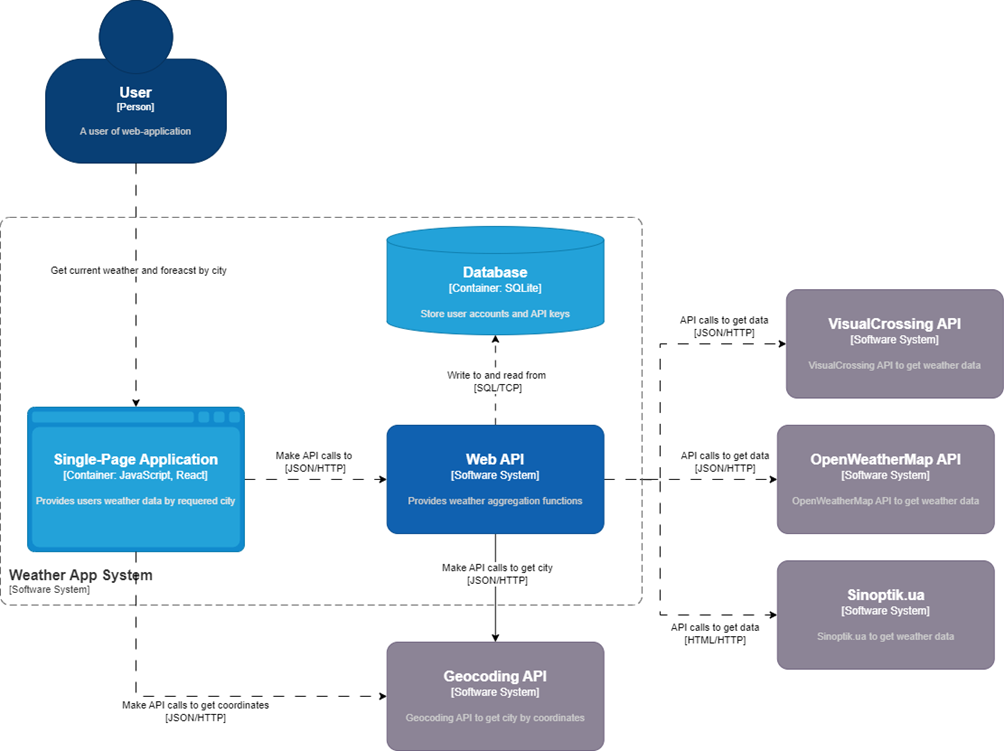 User
[Person]
A user of web-application
Get current weather and foreacst by city
Database
[Container: SQLite]
Store user accounts and API keys
Write to and read from
[SQL/TCP]
Single-Page Application
[Container: JavaScript, React]
Provides users weather data by requered city
Make API calls to
[JSON/HTTP]
Web API
[Software System]
Provides weather aggregation functions
API calls to get data
[JSON/HTTP]
VisualCrossing API
[Software System]
VisualCrossing API to get weather data
API calls to get data
[JSON/HTTP]
OpenWeatherMap API
[Software System]
OpenWeatherMap API to get weather data
API calls to get data
[HTML/HTTP]
Sinoptik.ua
[Software System]
Sinoptik.ua to get weather data
Weather App System
[Software System]
Make API calls to get city
[JSON/HTTP]
Make API calls to get coordinates
[JSON/HTTP]
Geocoding API
[Software System]
Geocoding API to get city by coordinates